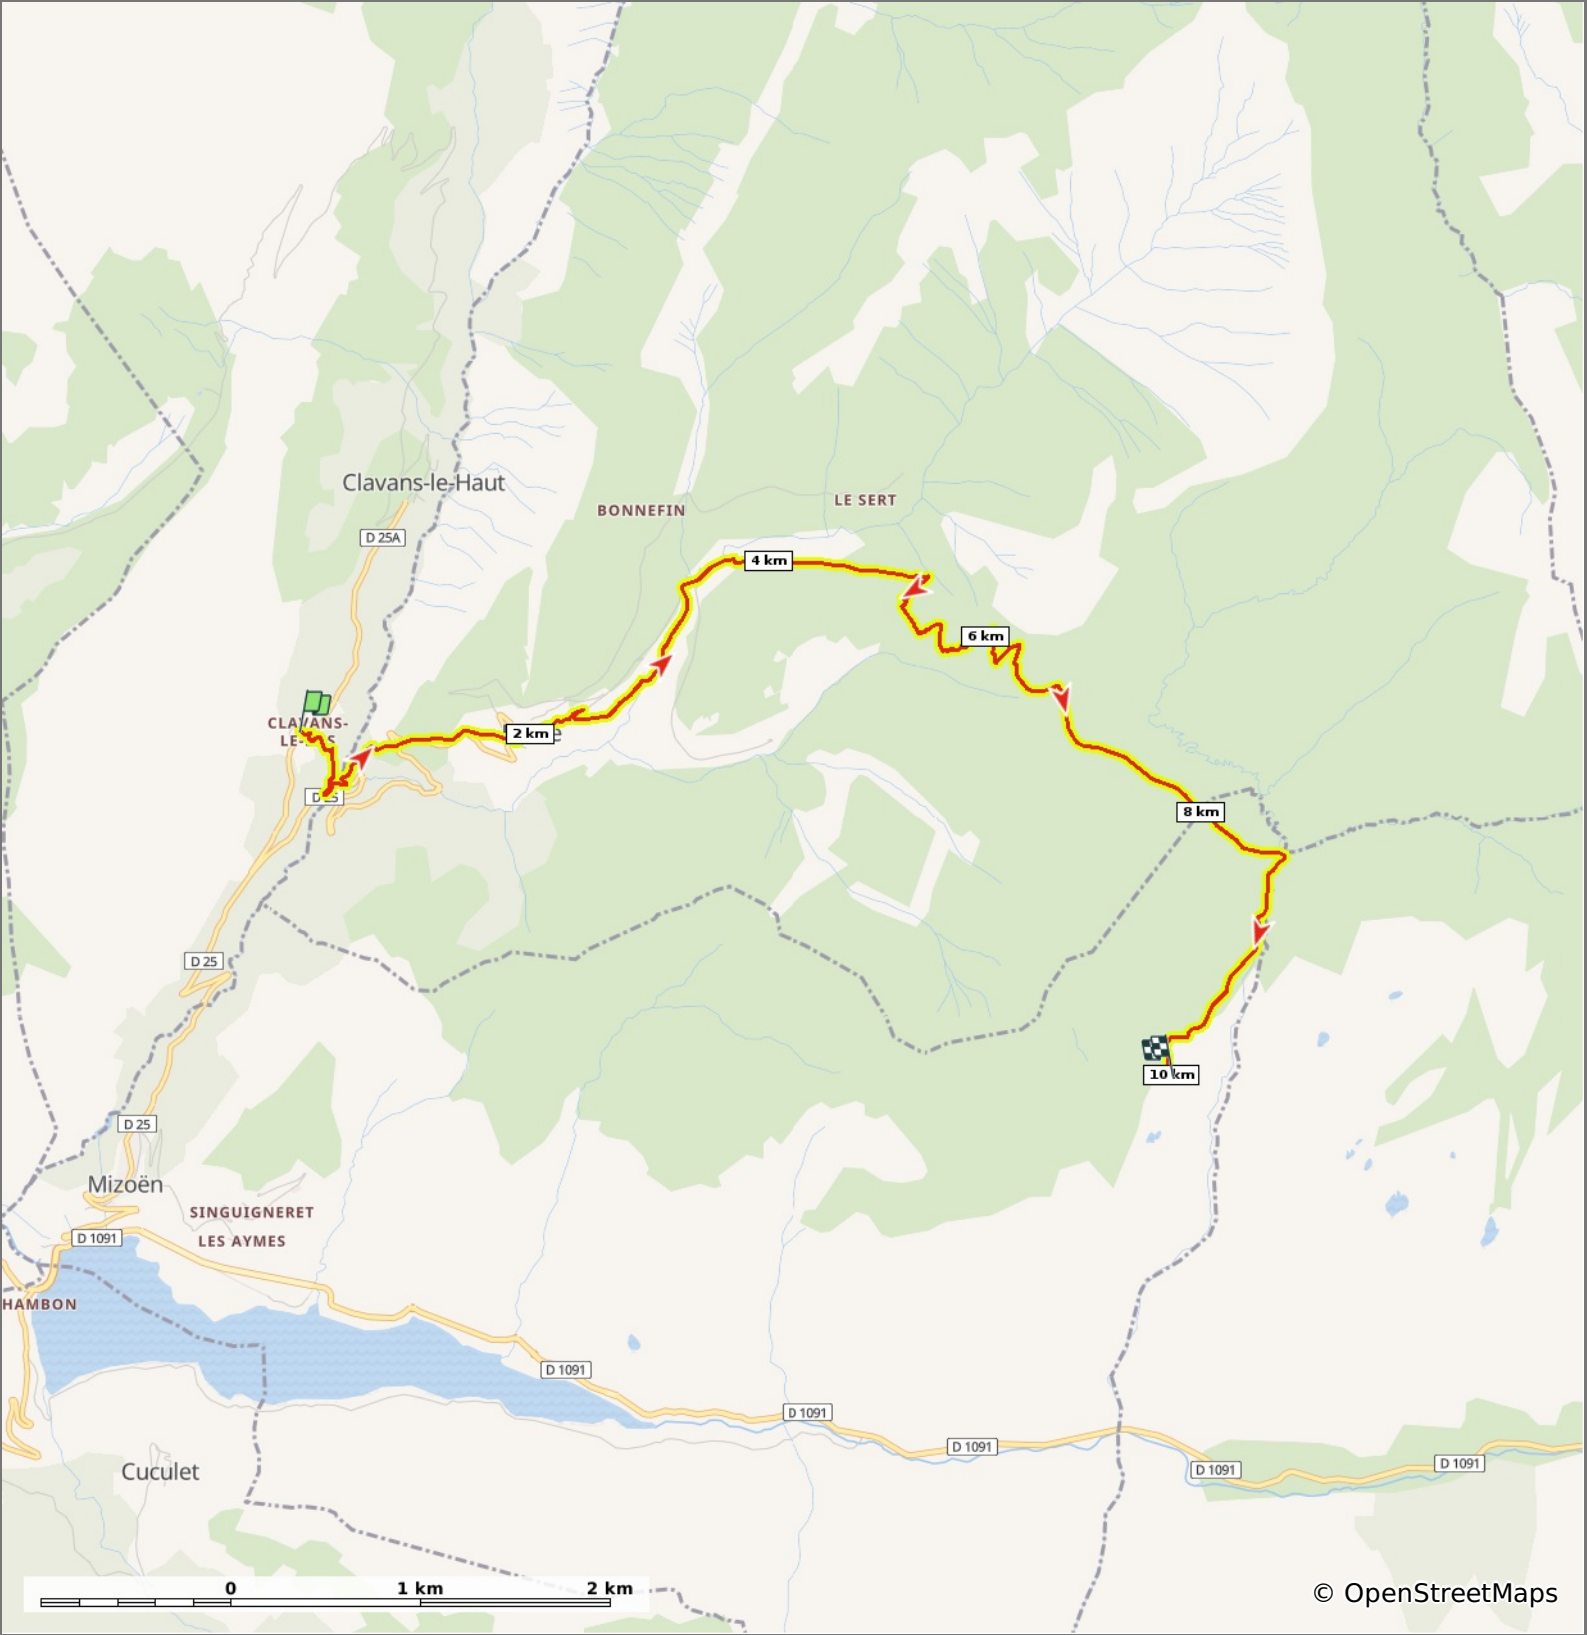 Clavans-le-Haut
BONNEFIN
LE SERT
D 25A
4 km
6 km
CLAVANS-
2 km
8 km
D 25
10 km
D 25
Mizoën
SINGUIGNERET
D 1091
LES AYMES
HAMBON
D 1091
D 1091
D 1091
D 1091
D 1091
Cuculet
0 1 km 2 km
© OpenStreetMaps